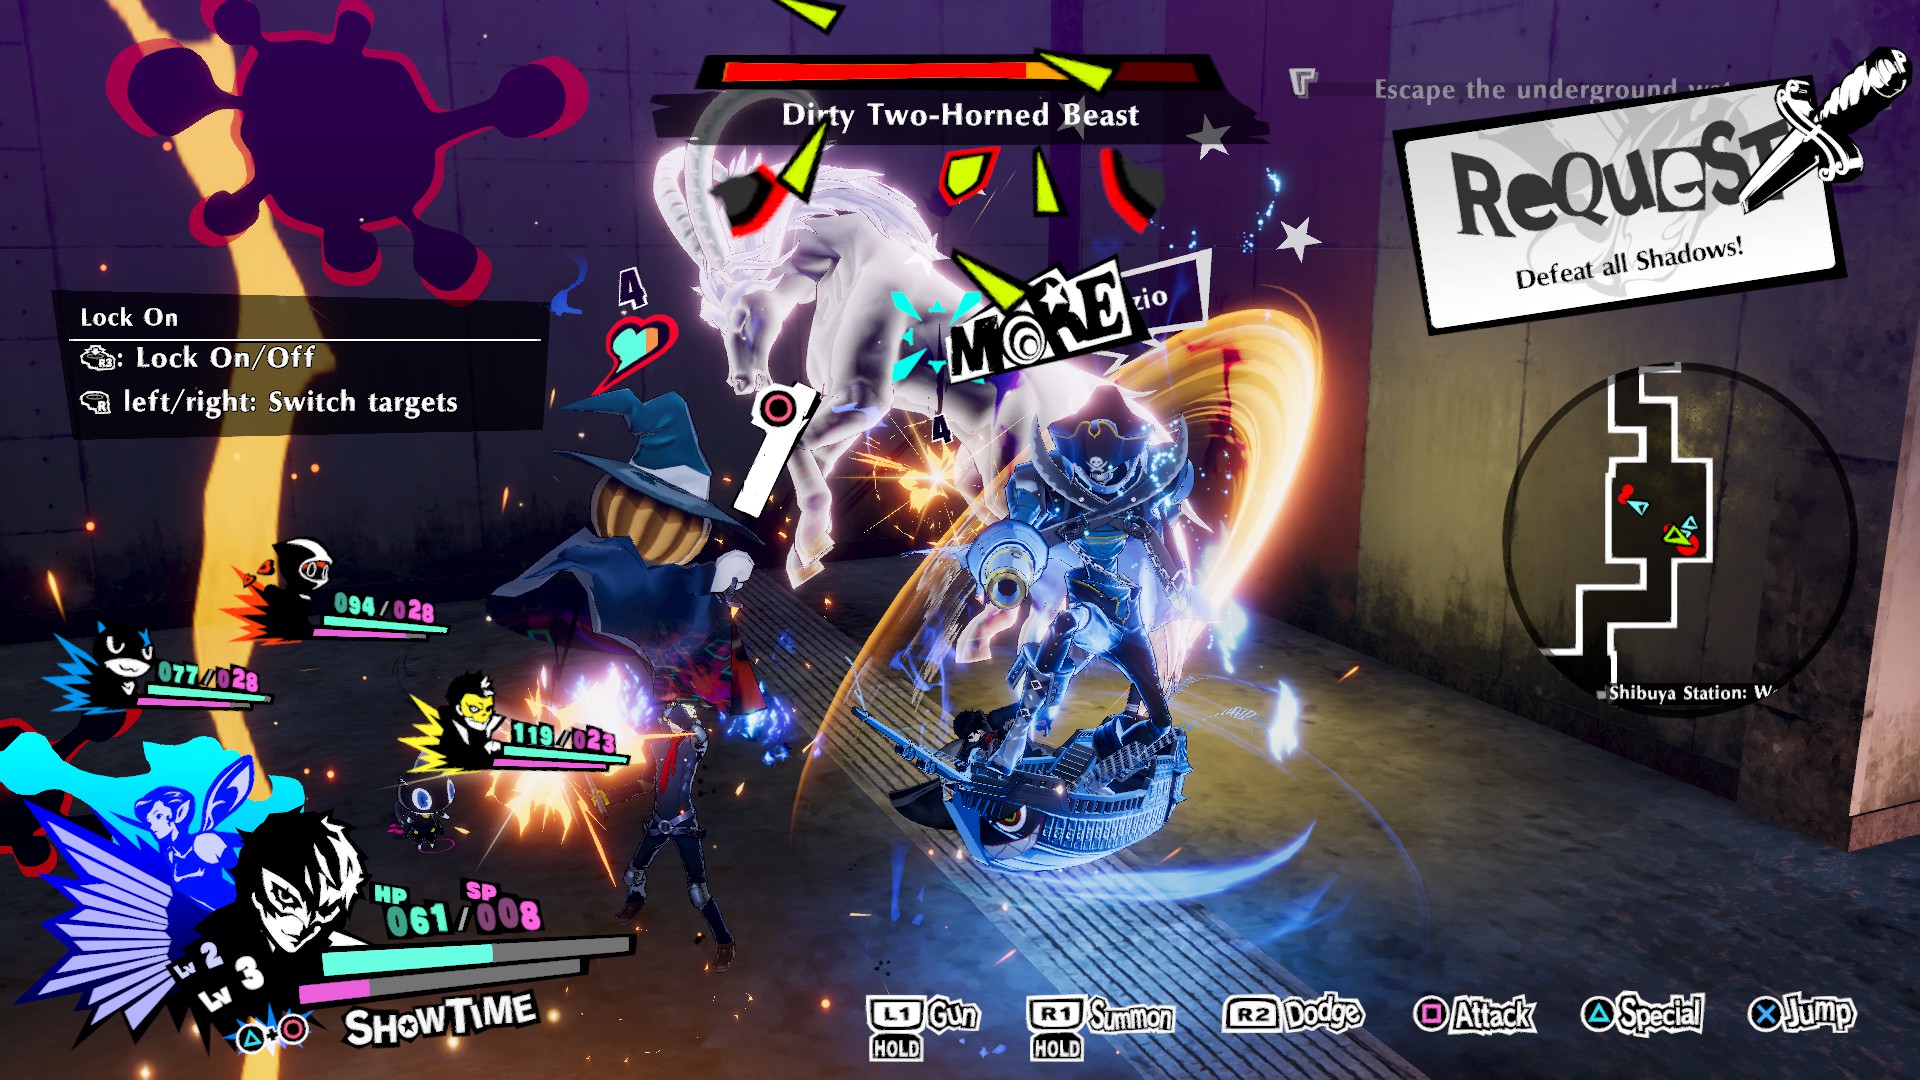 Dirty Two-Horned Beast
Escape the underground
ReQueST
Defeat all Shadows!
Lock On
R3: Lock On/Off
R left/right: Switch targets
4
MORE
zio
4
094/028
077/028
119/023
HP SP
061/008
Lv 2
Lv 3
SHOWTIME
Shibuya Station:
L1 Gun
HOLD
R1 Summon
HOLD
R2 Dodge
Attack
Special
Jump